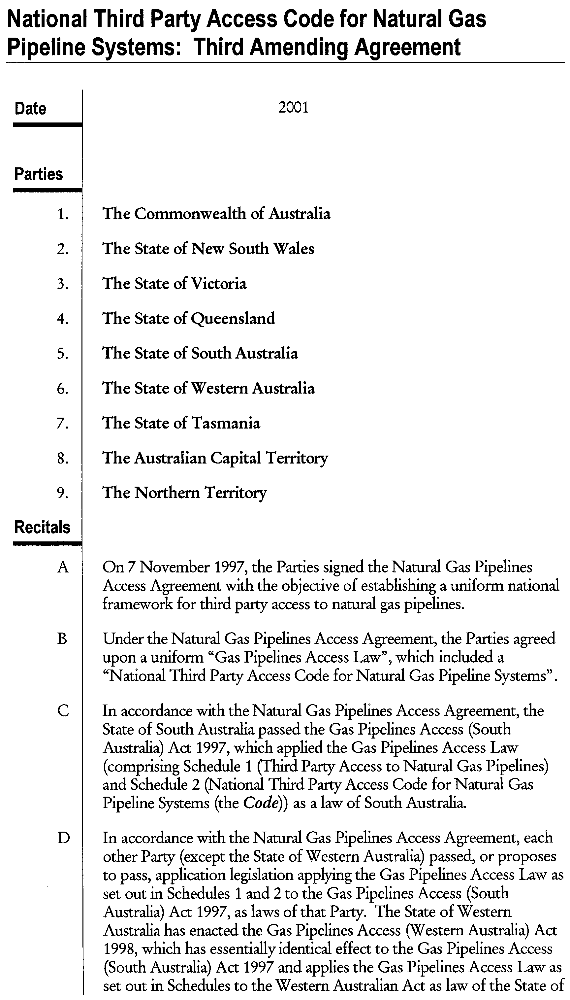 National Third Party Access Code for Natural Gas
Pipeline Systems: Third Amending Agreement
Date 2001
Parties
1. The Commonwealth of Australia
2. The State of New South Wales
3. The State of Victoria
4. The State of Queensland
5. The State of South Australia
6. The State of Western Australia
7. The State of Tasmania
8. The Australian Capital Territory
9. The Northern Territory
Recitals
A On 7 November 1997, the Parties signed the Natural Gas Pipelines
Access Agreement with the objective of establishing a uniform national
framework for third party access to natural gas pipelines.
B Under the Natural Gas Pipelines Access Agreement, the Parties agreed
upon a uniform “Gas Pipelines Access Law”, which included a
“National Third Party Access Code for Natural Gas Pipeline Systems”.
C In accordance with the Natural Gas Pipelines Access Agreement, the
State of South Australia passed the Gas Pipelines Access (South
Australia) Act 1997, which applied the Gas Pipelines Access Law
(comprising Schedule 1 (Third Party Access to Natural Gas Pipelines)
and Schedule 2 (National Third Party Access Code for Natural Gas
Pipeline Systems (the Code)) as a law of South Australia.
D In accordance with the Natural Gas Pipelines Access Agreement, each
other Party (except the State of Western Australia) passed, or proposes
to pass, application legislation applying the Gas Pipelines Access Law as
set out in Schedules 1 and 2 to the Gas Pipelines Access (South
Australia) Act 1997, as laws of that Party. The State of Western
Australia has enacted the Gas Pipelines Access (Western Australia) Act
1998, which has essentially identical effect to the Gas Pipelines Access
(South Australia) Act 1997 and applies the Gas Pipelines Access Law as
set out in Schedules to the Western Australian Act as law of the State of